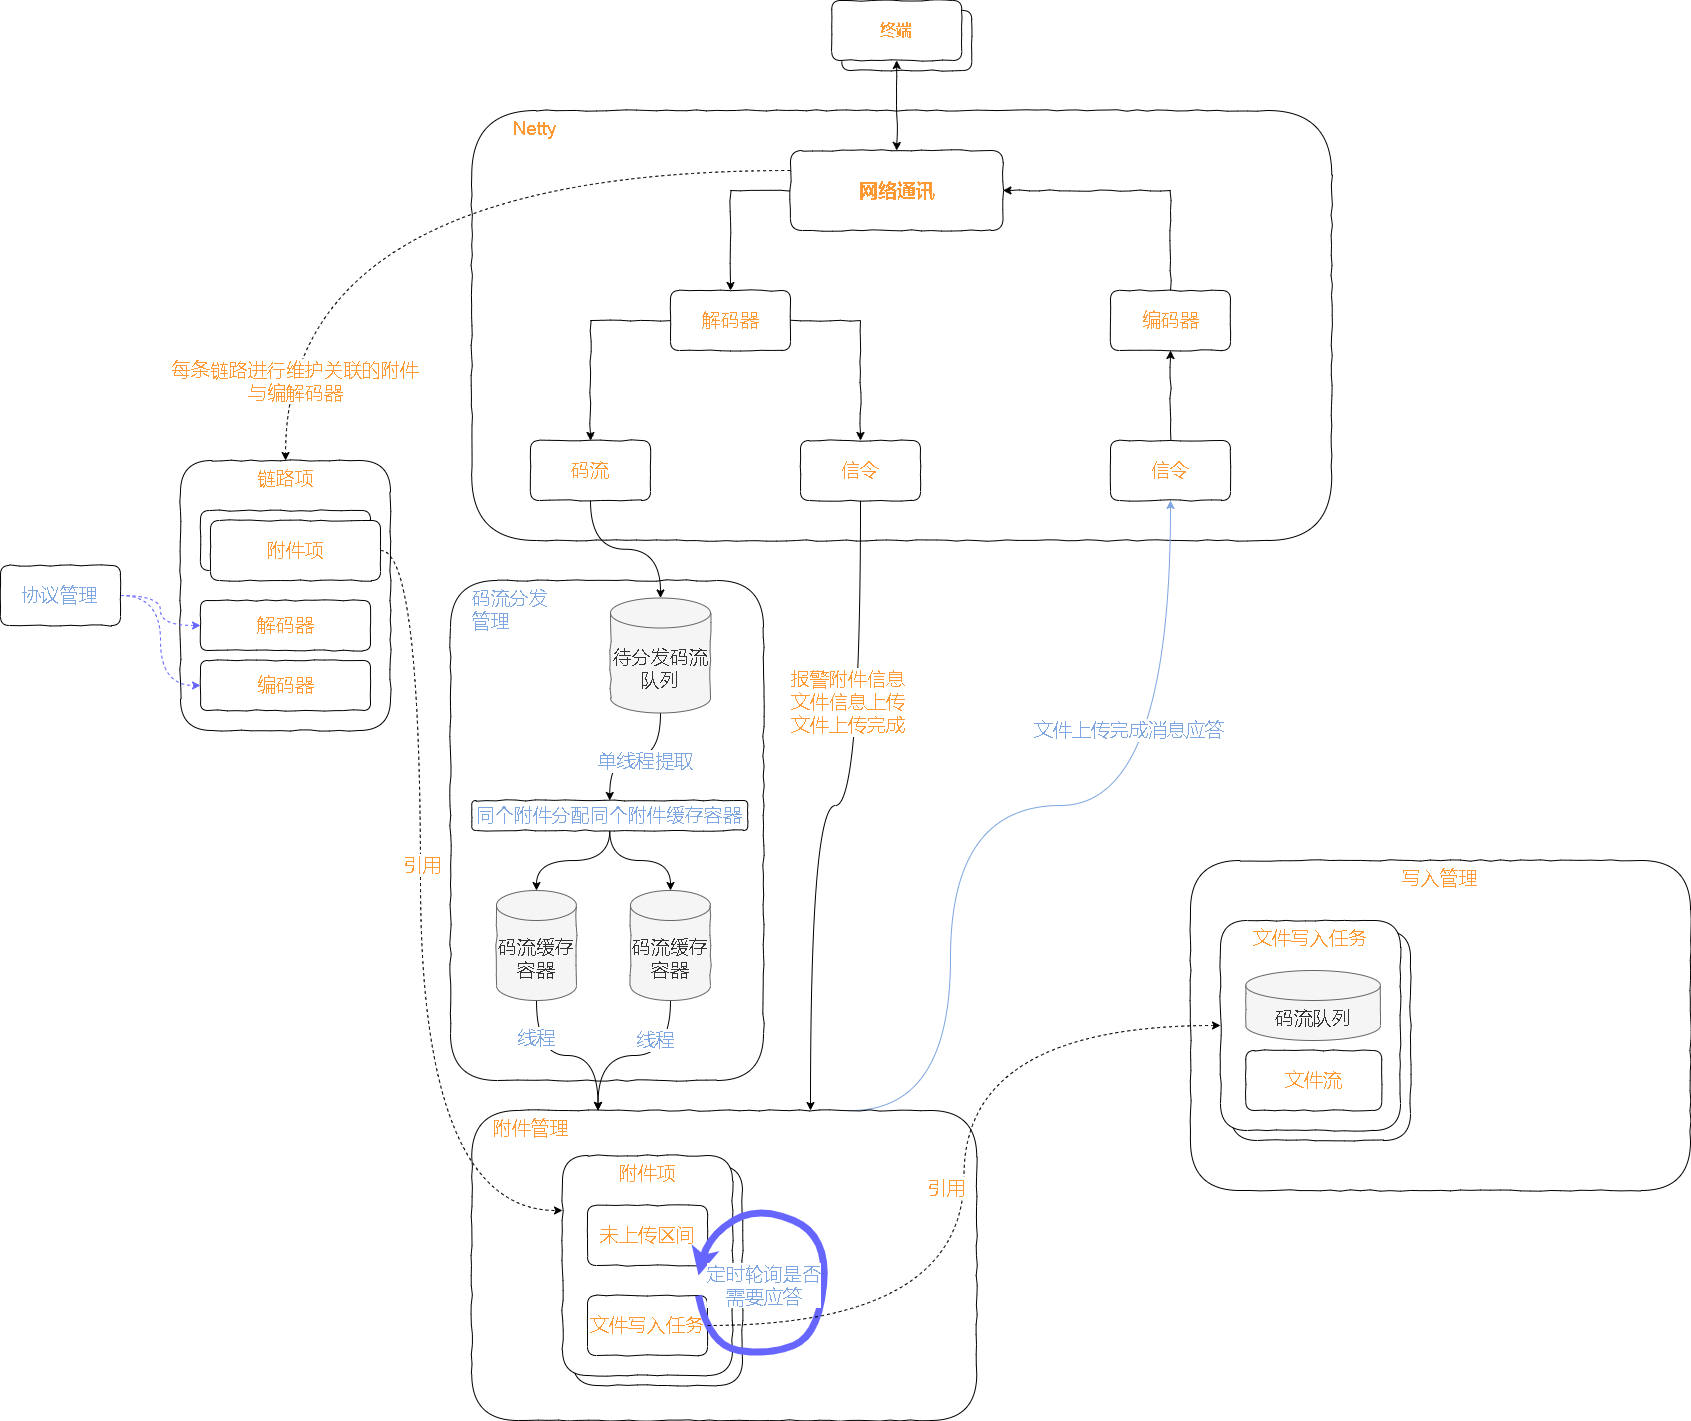 终端
Netty
网络通讯
解码器
编码器
每条链路进行维护关联的附件
与编解码器
码流
信令
信令
链路项
附件项
解码器
编码器
协议管理
码流分发
管理
待分发码流
队列
报警附件信息
文件信息上传
文件上传完成
文件上传完成消息应答
单线程提取
同个附件分配同个附件缓存容器
引用
码流缓存
容器
码流缓存
容器
线程
线程
写入管理
文件写入任务
码流队列
文件流
附件管理
附件项
引用
未上传区间
定时轮询是否
需要应答
文件写入任务